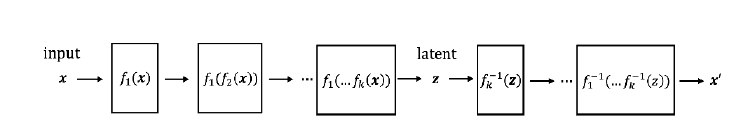 input
latent
x → f₁(x) → f₁(f₂(x)) → ⋯ f₁(…fₖ(x)) → z → fₖ⁻¹(z) → ⋯ f₁⁻¹(…fₖ⁻¹(z)) → x′